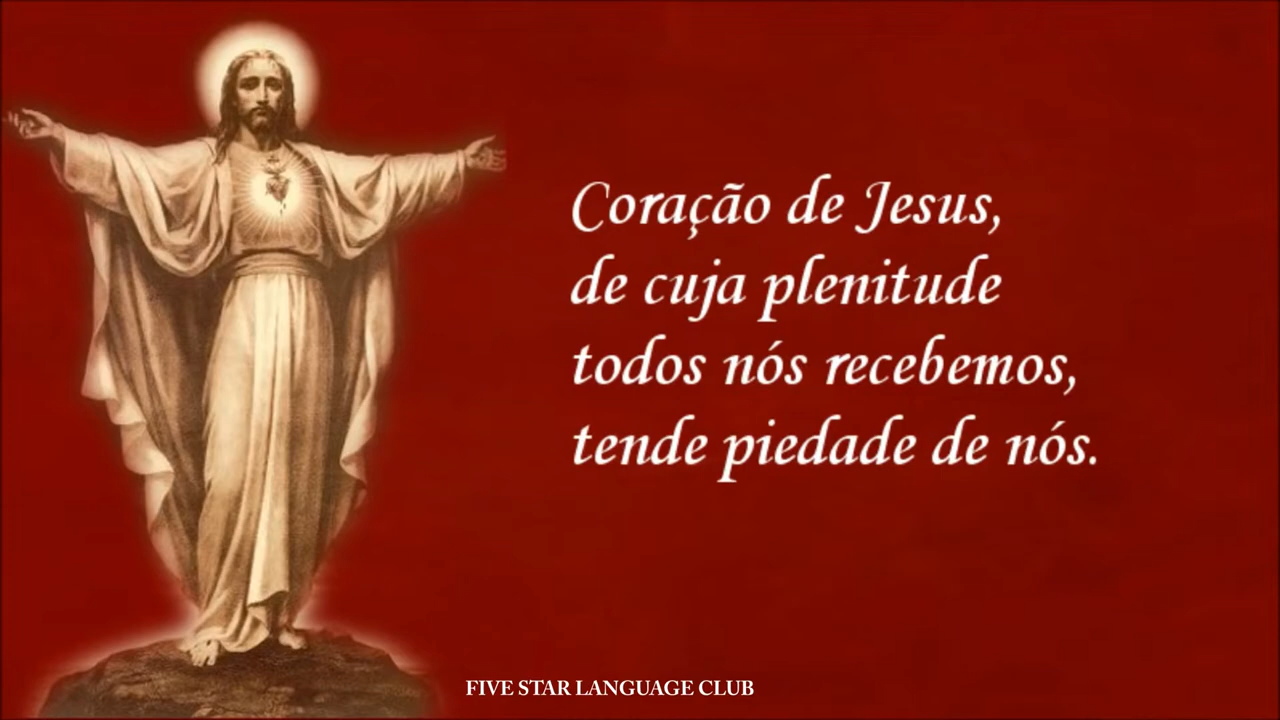 Coração de Jesus,
de cuja plenitude
todos nós recebemos,
tende piedade de nós.
FIVE STAR LANGUAGE CLUB